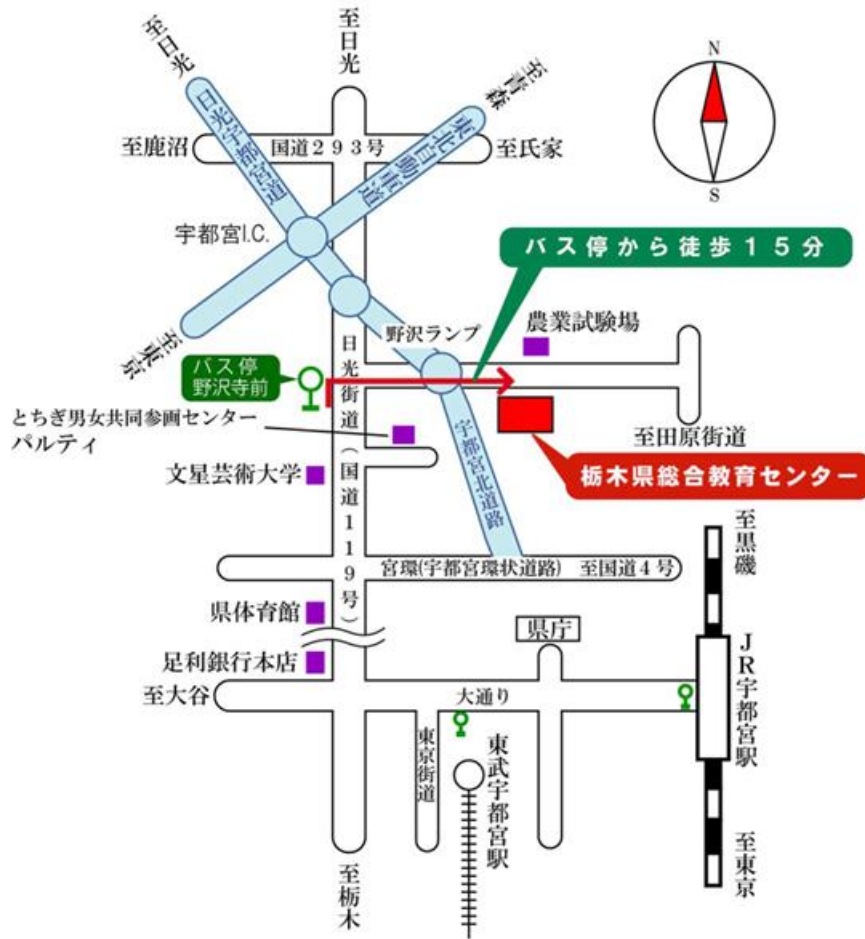 至日光
至日光
至青森
N
S
至鹿沼
国道２９３号
至氏家
日光宇都宮道
東北自動車道
宇都宮I.C.
バス停から徒歩１５分
至東京
野沢ランプ
農業試験場
バス停
野沢寺前
日光街道（国道１１９号）
とちぎ男女共同参画センター
パルティ
至田原街道
文星芸術大学
宇都宮北道路
栃木県総合教育センター
至黒磯
宮環(宇都宮環状道路)
至国道４号
県体育館
県庁
足利銀行本店
ＪＲ宇都宮駅
至大谷
大通り
東京街道
東武宇都宮駅
至栃木
至東京